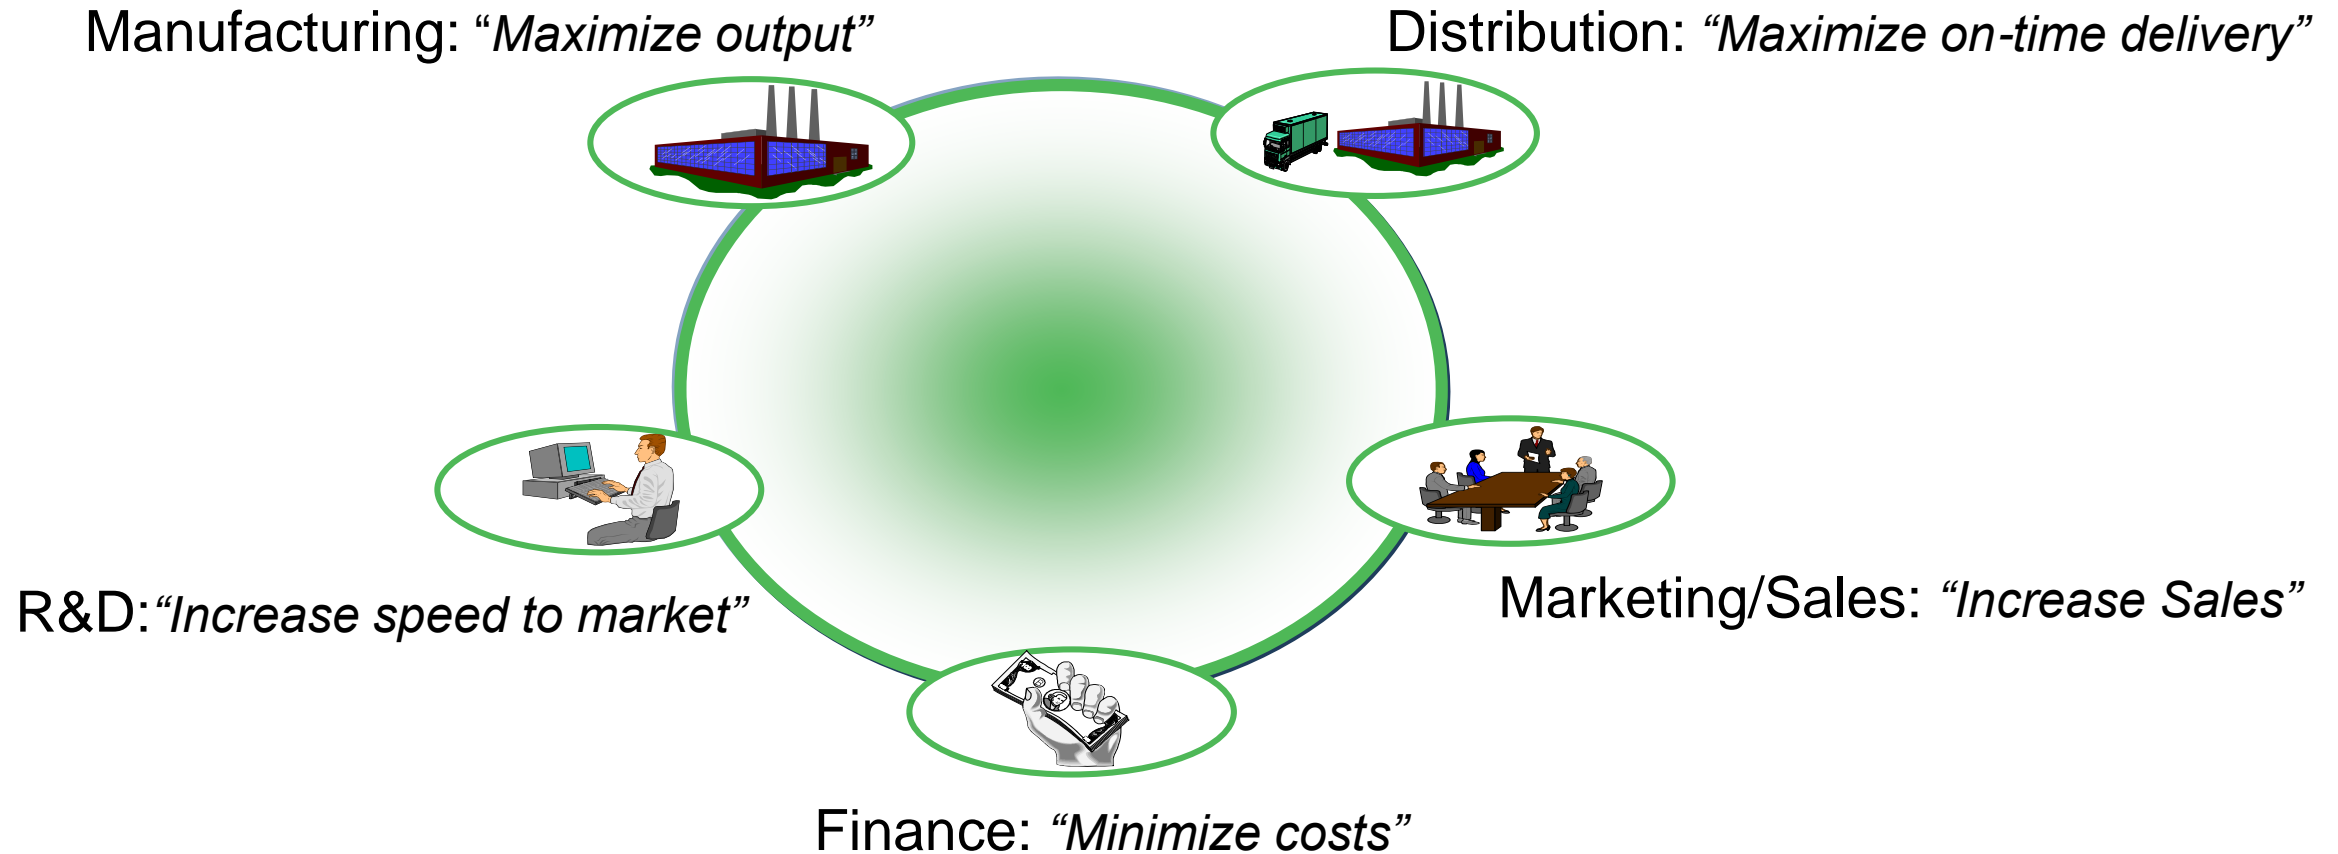 Manufacturing: “Maximize output”
Distribution: “Maximize on-time delivery”
R&D:“Increase speed to market”
Marketing/Sales: “Increase Sales”
Finance: “Minimize costs”